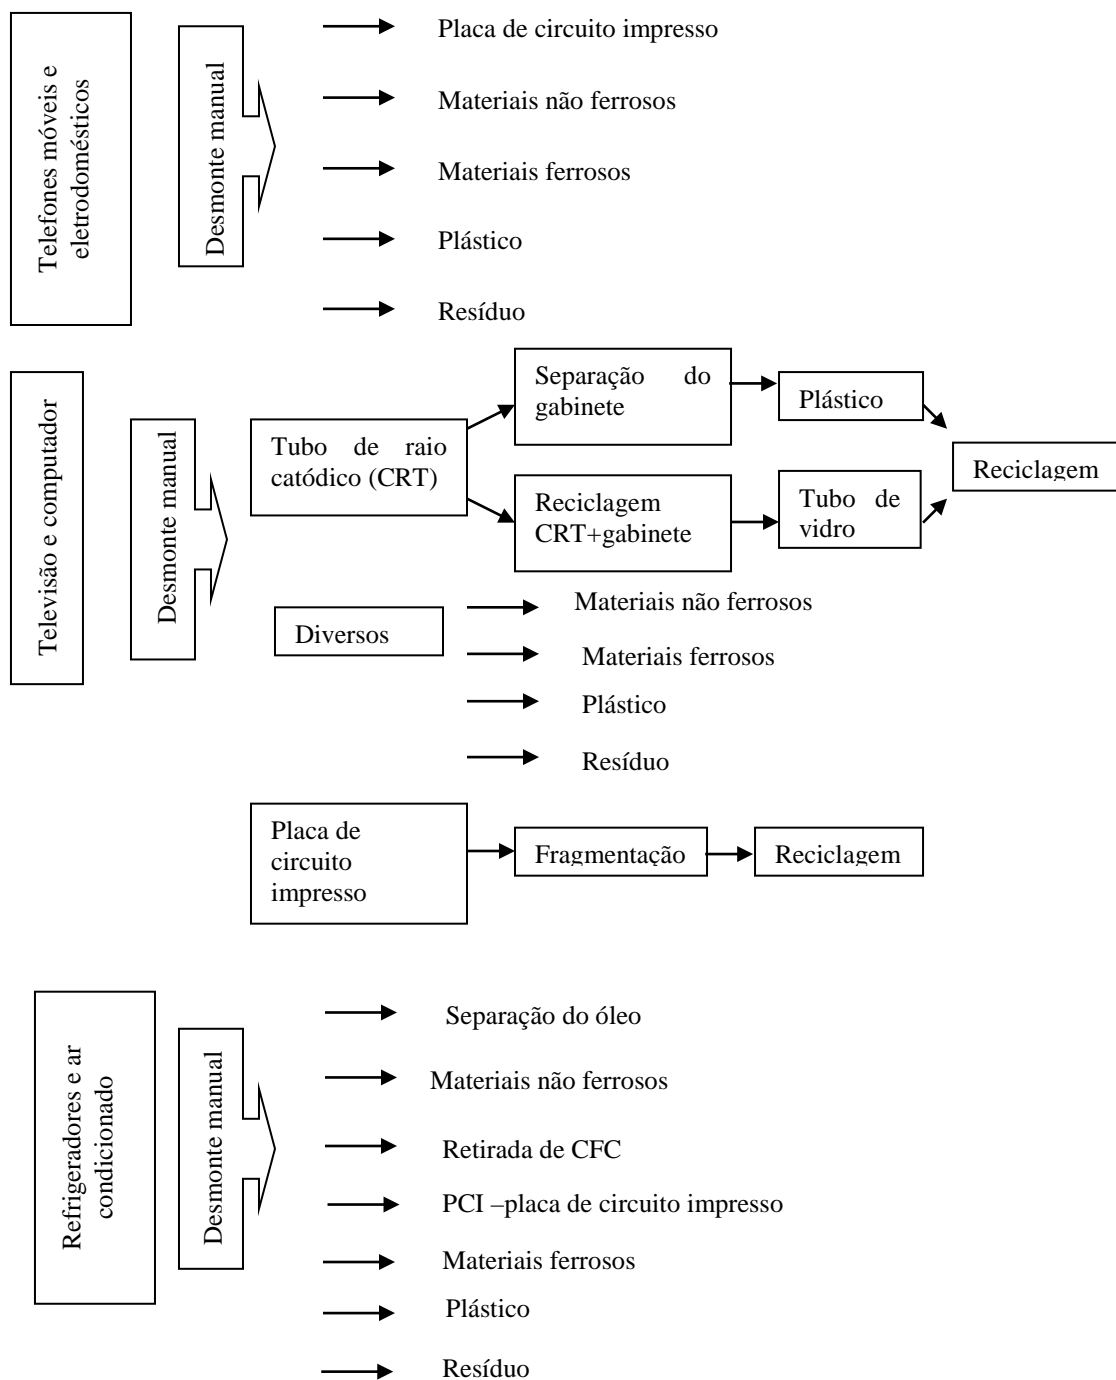 Telefones móveis e
eletrodomésticos
Desmonte manual
Placa de circuito impresso
Materiais não ferrosos
Materiais ferrosos
Plástico
Resíduo
Televisão e computador
Desmonte manual
Tubo de raio
catódico (CRT)
Separação do
gabinete
Plástico
Reciclagem
CRT+gabinete
Tubo de
vidro
Reciclagem
Diversos
Materiais não ferrosos
Materiais ferrosos
Plástico
Resíduo
Placa de
circuito
impresso
Fragmentação
Reciclagem
Refrigeradores e ar
condicionado
Desmonte manual
Separação do óleo
Materiais não ferrosos
Retirada de CFC
PCI –placa de circuito impresso
Materiais ferrosos
Plástico
Resíduo